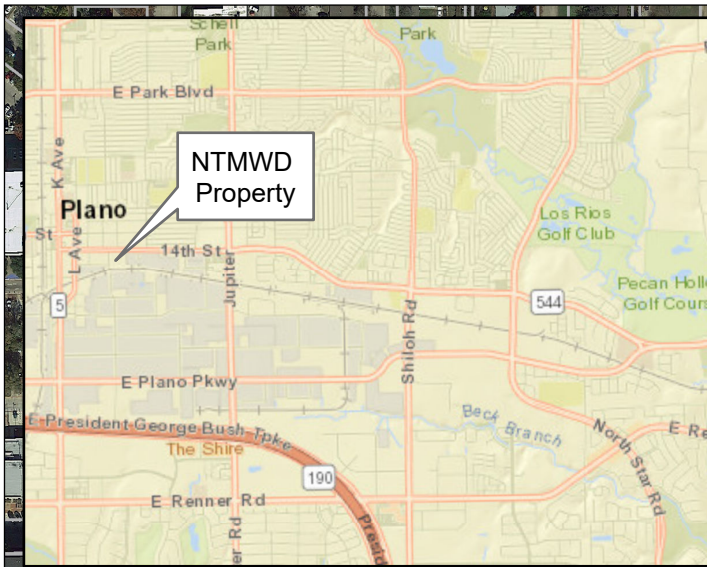 Schell
Park
Park
E Park Blvd
K Ave
NTMWD
Property
Plano
St
L Ave
14th St
Jupiter
Los Rios
Golf Club
Pecan
Golf
5
544
Shiloh Rd
E Plano Pkwy
E President George Bush Tpke
The Shire
Beck Branch
North Star Rd
E
190
E Renner Rd
Rd